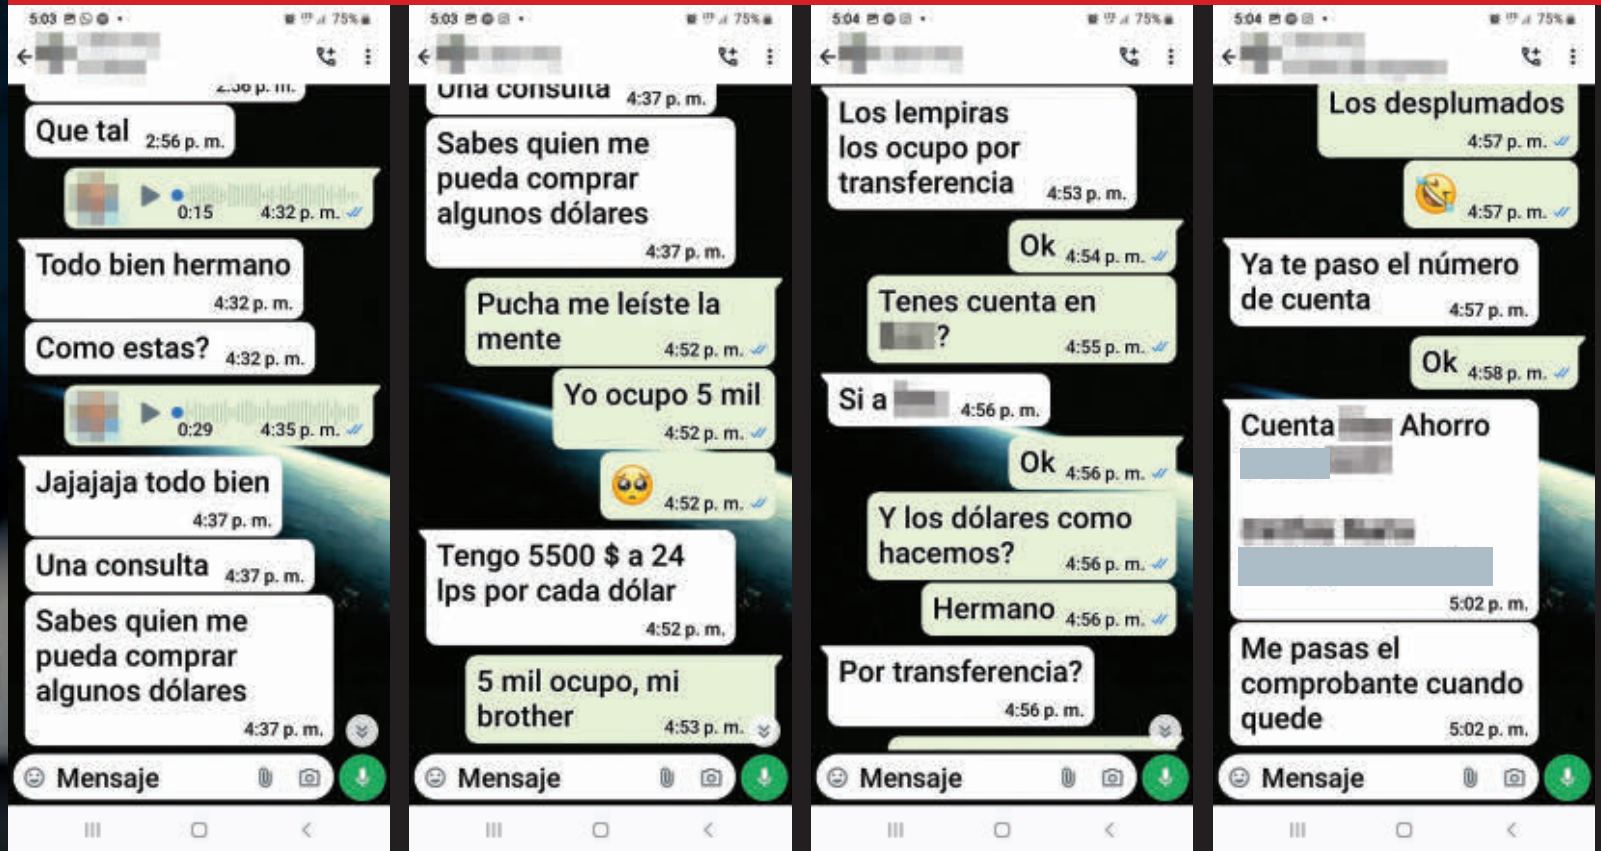 5:03
75%
2:56 p. m.
Que tal 2:56 p. m.
0:15 4:32 p. m.
Todo bien hermano
4:32 p. m.
Como estas? 4:32 p. m.
0:29 4:35 p. m.
Jajajaja todo bien
4:37 p. m.
Una consulta 4:37 p. m.
Sabes quien me
pueda comprar
algunos dólares
4:37 p. m.
Mensaje
5:03
75%
Una consulta 4:37 p. m.
Sabes quien me
pueda comprar
algunos dólares
4:37 p. m.
Pucha me leíste la
mente 4:52 p. m.
Yo ocupo 5 mil
4:52 p. m.
4:52 p. m.
Tengo 5500 $ a 24
lps por cada dólar
4:52 p. m.
5 mil ocupo, mi
brother 4:53 p. m.
Mensaje
5:04
75%
Los lempiras
los ocupo por
transferencia 4:53 p. m.
Ok 4:54 p. m.
Tenes cuenta en
?
4:55 p. m.
Si a 4:56 p. m.
Ok 4:56 p. m.
Y los dólares como
hacemos? 4:56 p. m.
Hermano 4:56 p. m.
Por transferencia?
4:56 p. m.
Mensaje
5:04
75%
Los desplumados
4:57 p. m.
4:57 p. m.
Ya te paso el número
de cuenta 4:57 p. m.
Ok 4:58 p. m.
Cuenta Ahorro
5:02 p. m.
Me pasas el
comprobante cuando
quede 5:02 p. m.
Mensaje